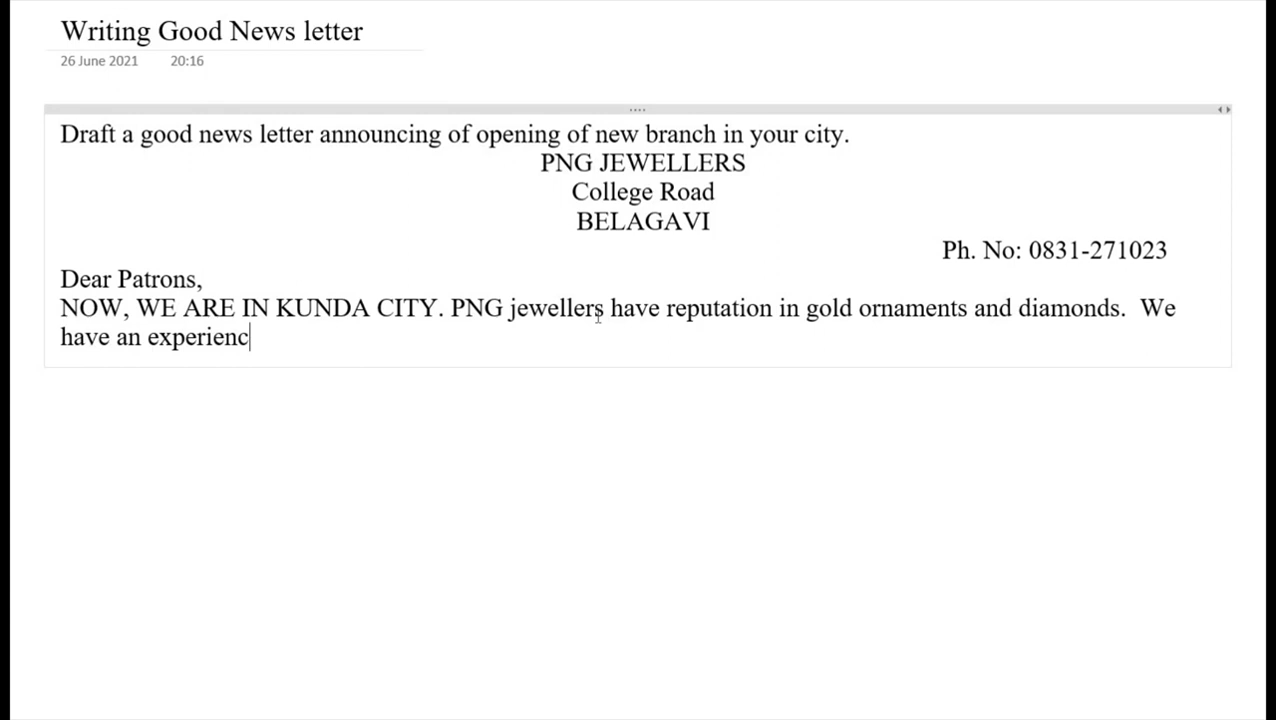 Writing Good News letter
26 June 2021 20:16
Draft a good news letter announcing of opening of new branch in your city.
PNG JEWELLERS
College Road
BELAGAVI
Ph. No: 0831-271023
Dear Patrons,
NOW, WE ARE IN KUNDA CITY. PNG jewellers have reputation in gold ornaments and diamonds.  We
have an experienc